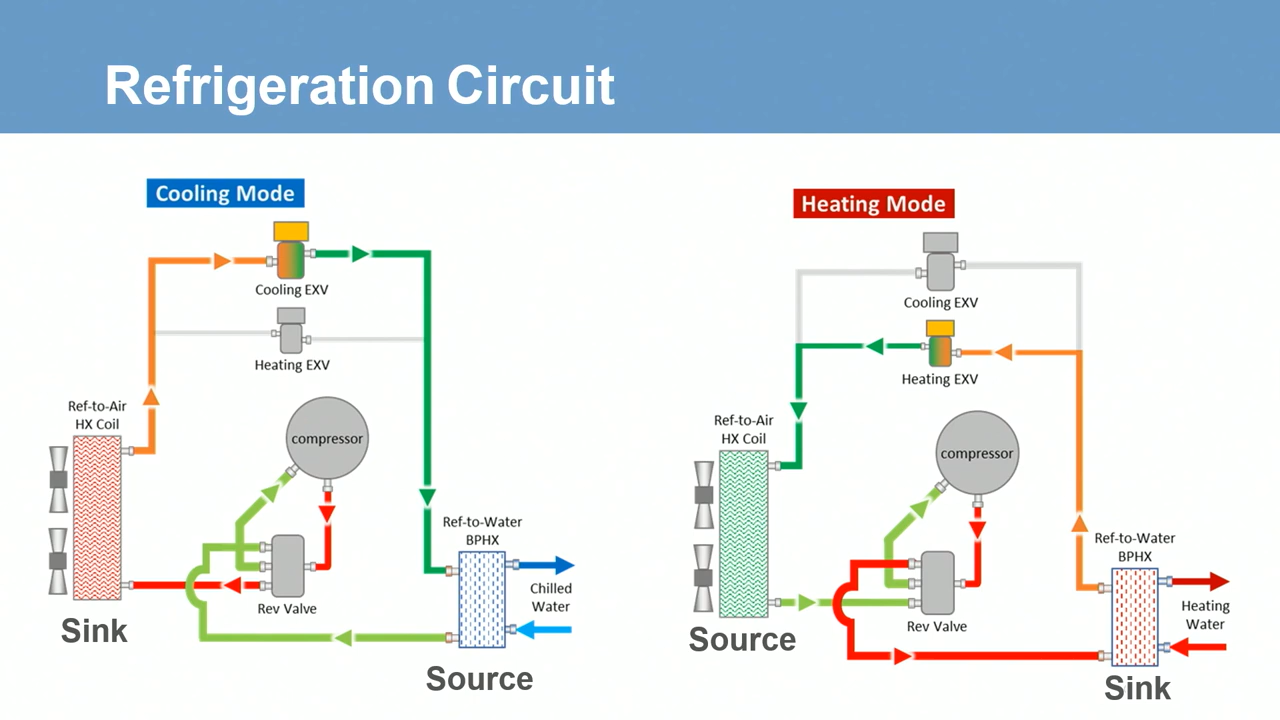 Refrigeration Circuit
Cooling Mode
Cooling EXV
Heating EXV
Ref-to-Air
HX Coil
compressor
Ref-to-Water
BPHX
Chilled
Water
Rev Valve
Sink
Source
Heating Mode
Cooling EXV
Heating EXV
Ref-to-Air
HX Coil
compressor
Ref-to-Water
BPHX
Heating
Water
Rev Valve
Source
Sink